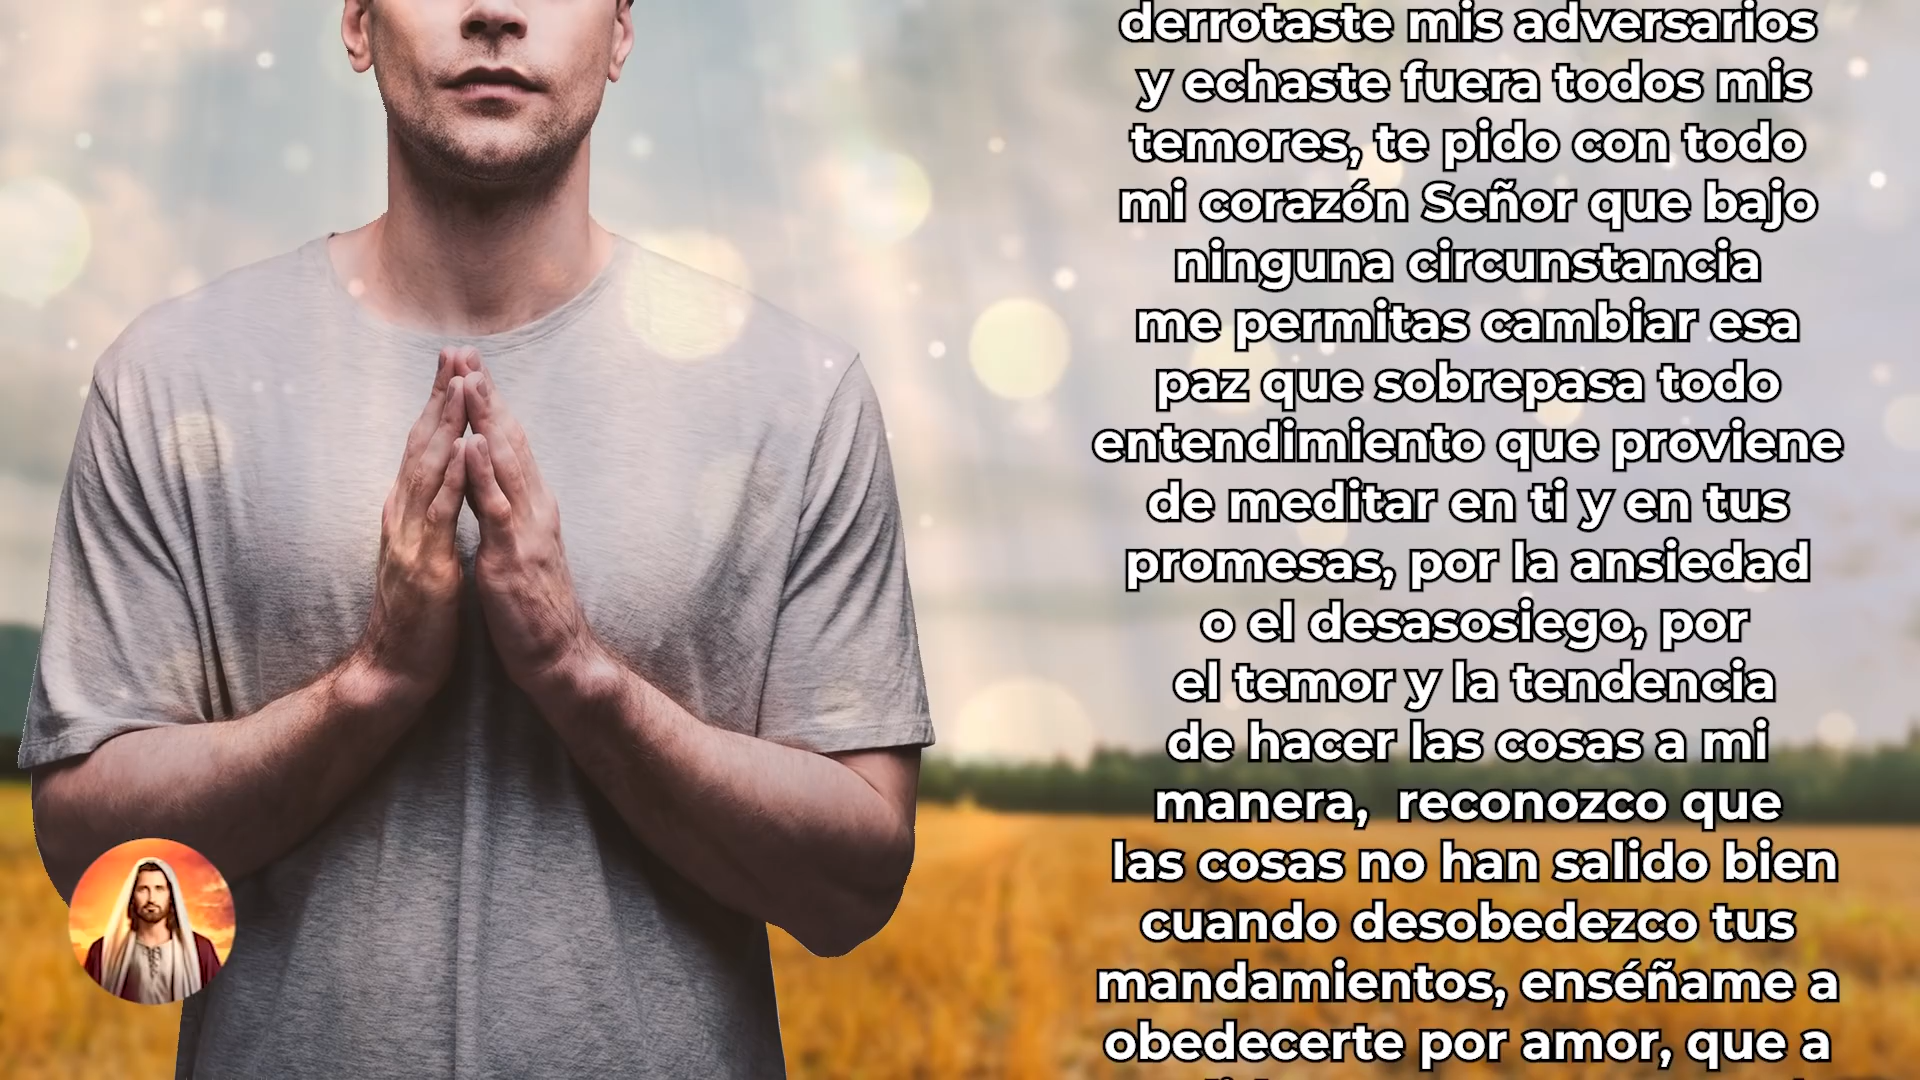 derrotaste mis adversarios
y echaste fuera todos mis
temores, te pido con todo
mi corazón Señor que bajo
ninguna circunstancia
me permitas cambiar esa
paz que sobrepasa todo
entendimiento que proviene
de meditar en ti y en tus
promesas, por la ansiedad
o el desasosiego, por
el temor y la tendencia
de hacer las cosas a mi
manera,  reconozco que
las cosas no han salido bien
cuando desobedezco tus
mandamientos, enséñame a
obedecerte por amor, que a